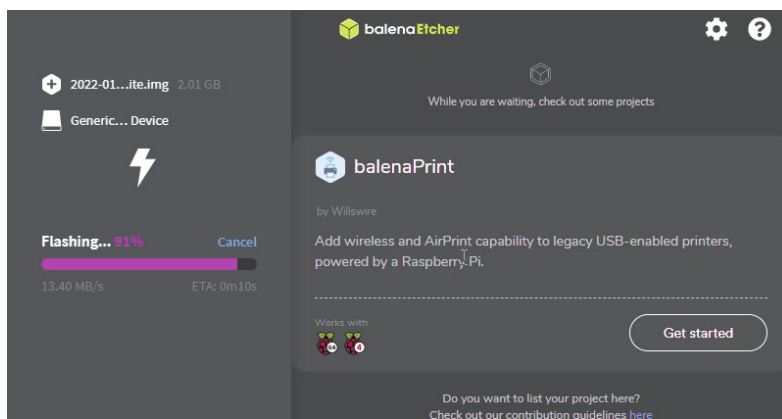 balenaEtcher
2022-01...ite.img 2.01 GB
Generic... Device
Flashing... 91% Cancel
13.40 MB/s ETA: 0m10s
While you are waiting, check out some projects
balenaPrint
by Willswire
Add wireless and AirPrint capability to legacy USB-enabled printers,
powered by a Raspberry Pi.
Works with
64 4
Get started
Do you want to list your project here?
Check out our contribution guidelines here